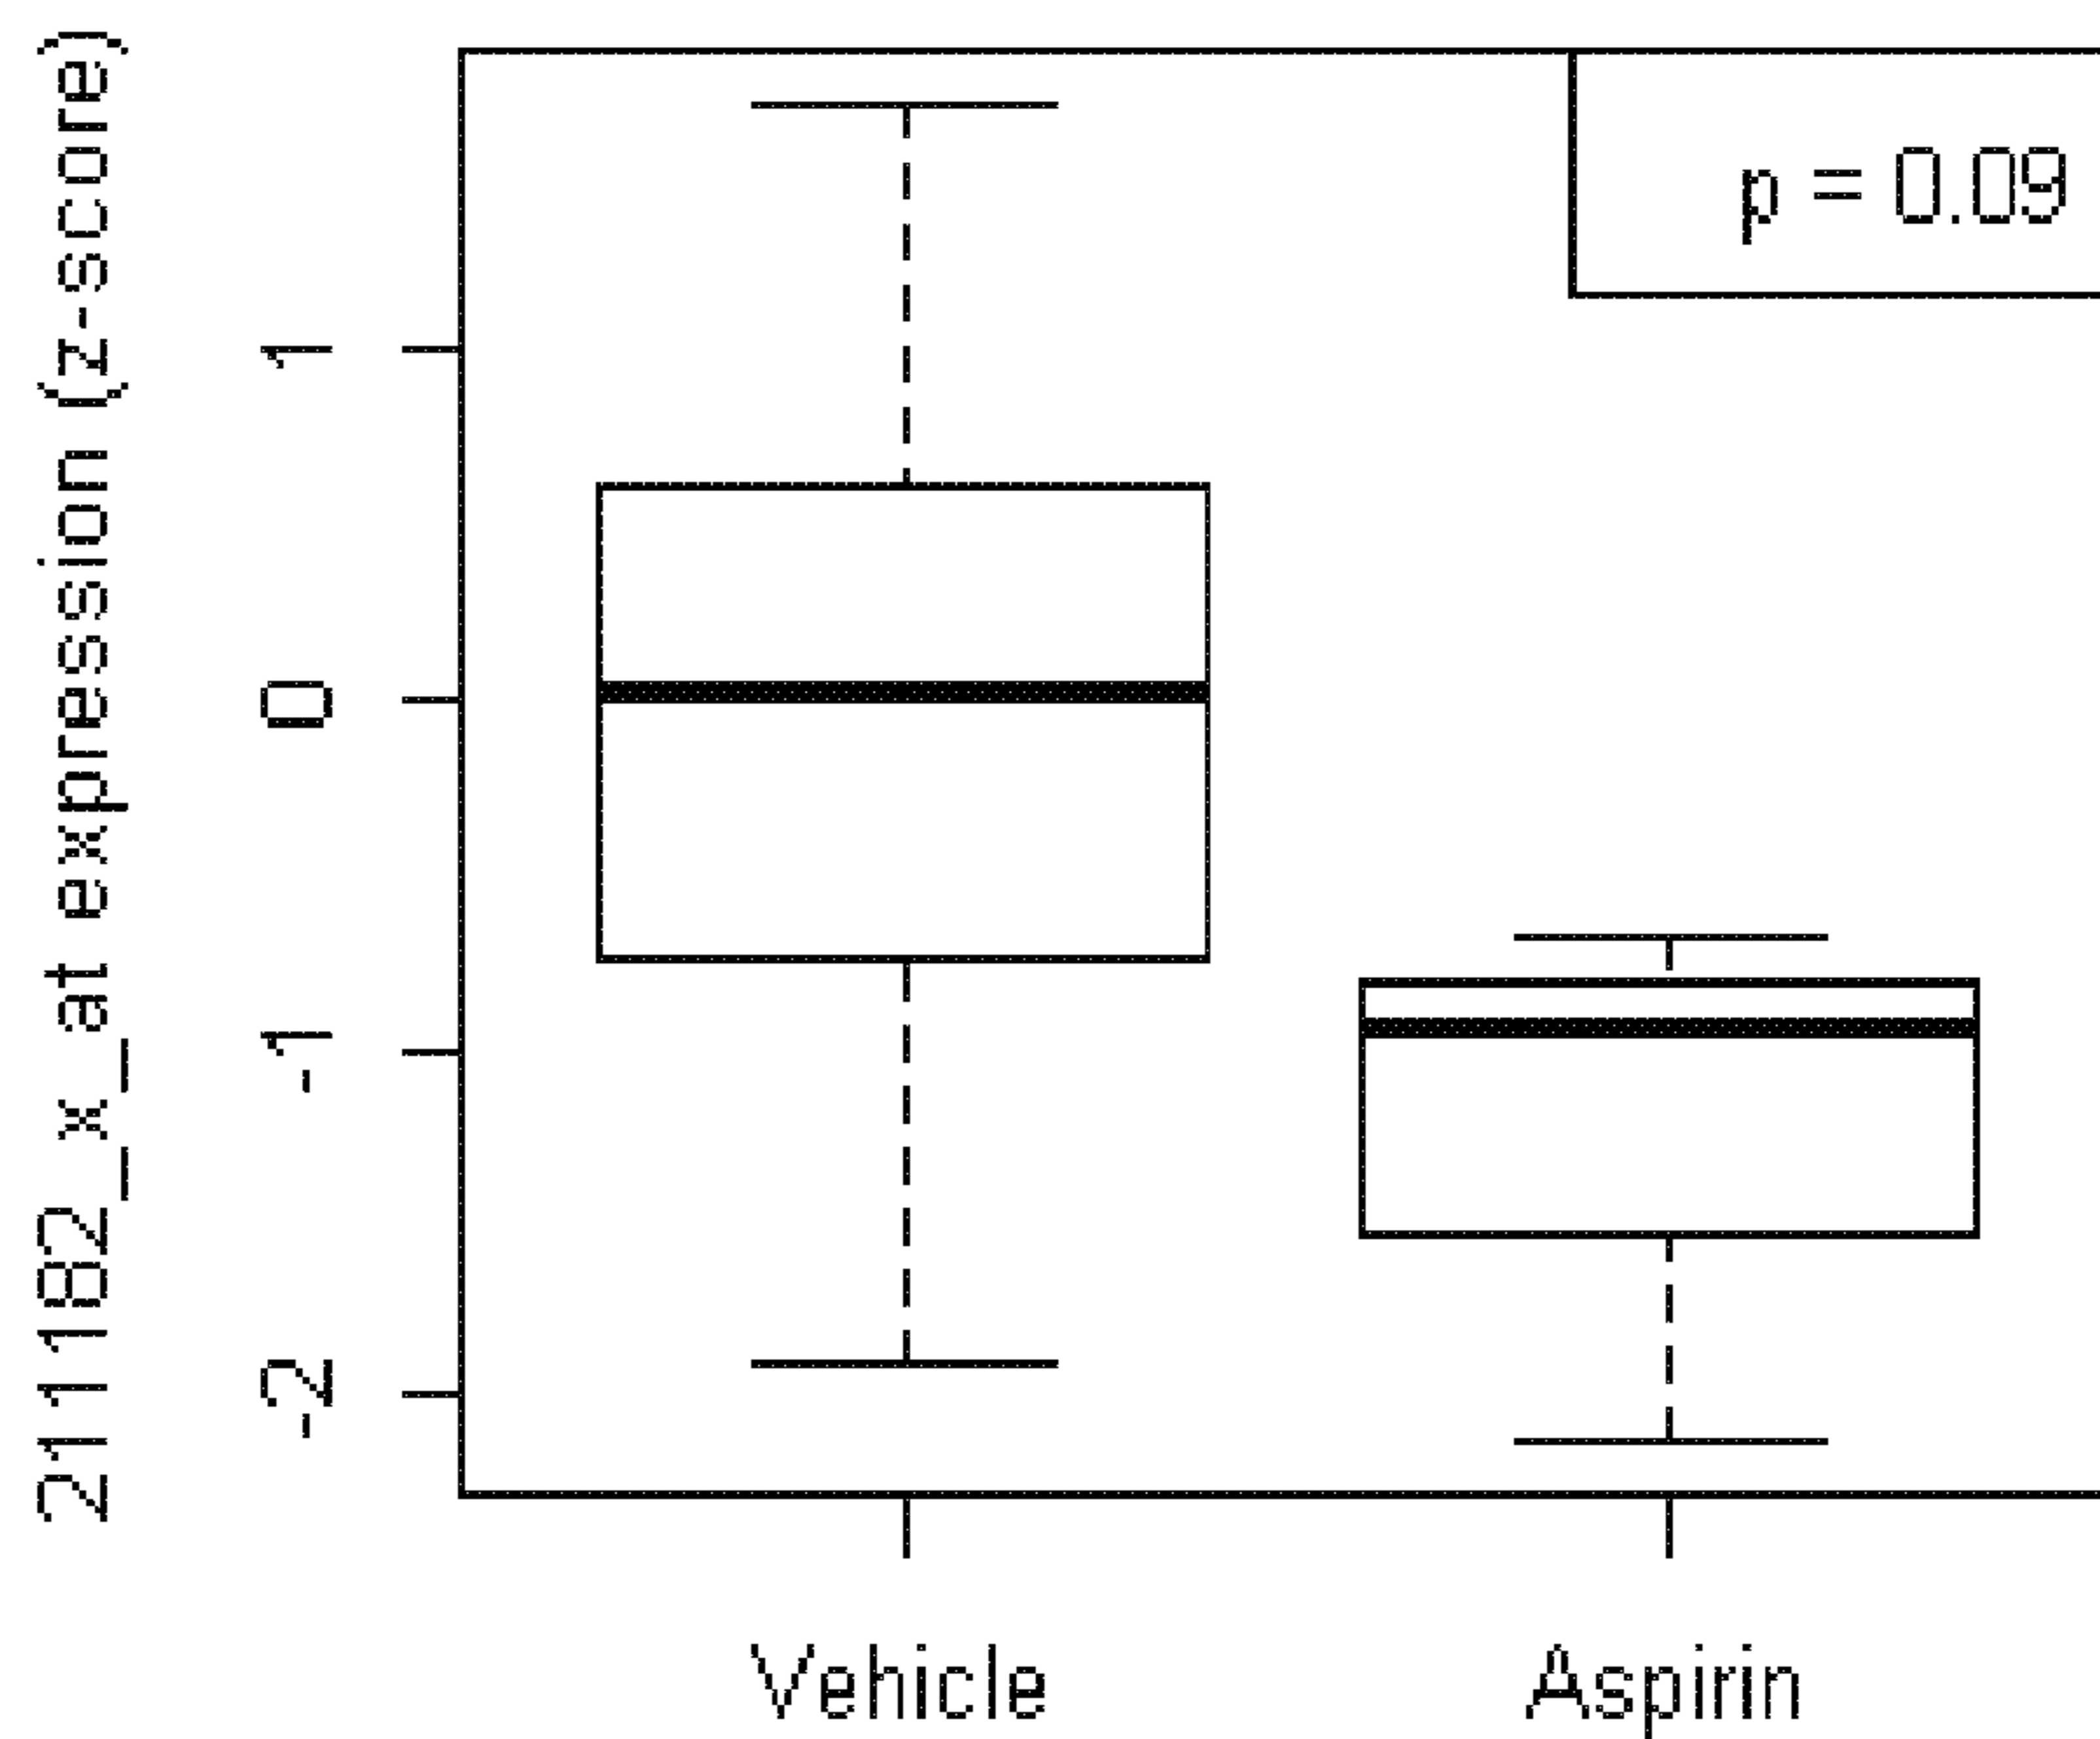 211182_x_at expression (z-score)
p = 0.09
1
0
-1
-2
Vehicle
Aspirin